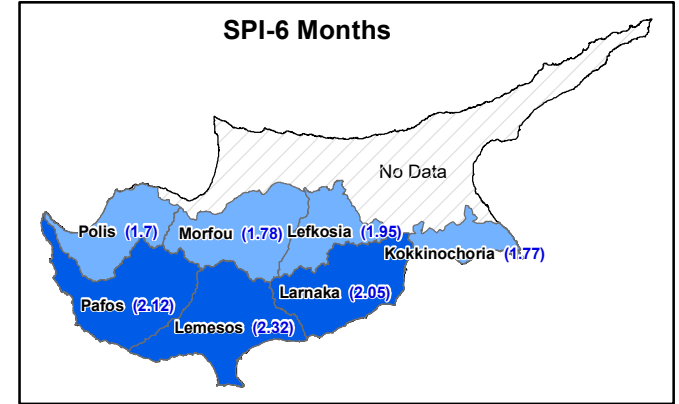 SPI-6 Months
No Data
Polis (1.7)
Morfou (1.78)
Lefkosia (1.95)
Kokkinochoria (1.77)
Pafos (2.12)
Larnaka (2.05)
Lemesos (2.32)